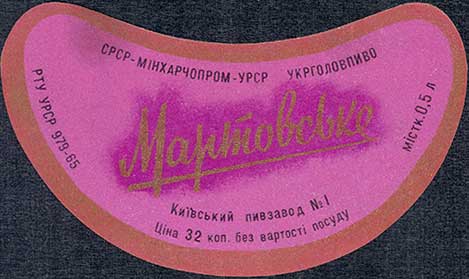 СРСР-МІНХАРЧОПРОМ-УРСР УКРГОЛОВПИВО
РТУ УРСР 979-65
Мартовське
містк. 0,5 л
Київський пивзавод №1
Ціна 32 коп. без вартості посуду